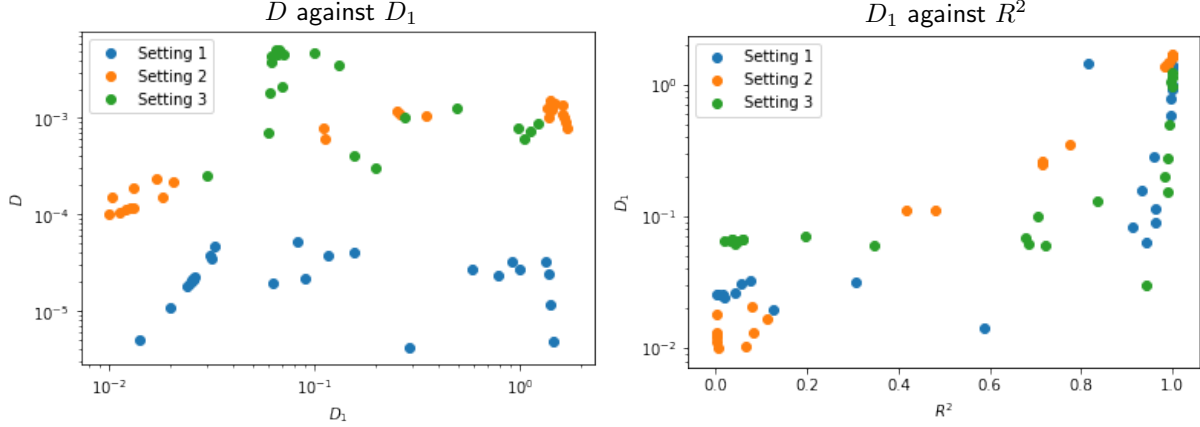 D against D₁
Setting 1
Setting 2
Setting 3
10⁻³
10⁻⁴
10⁻⁵
D
10⁻²
10⁻¹
10⁰
D₁
D₁ against R²
Setting 1
Setting 2
Setting 3
10⁰
10⁻¹
10⁻²
D₁
0.0
0.2
0.4
0.6
0.8
1.0
R²